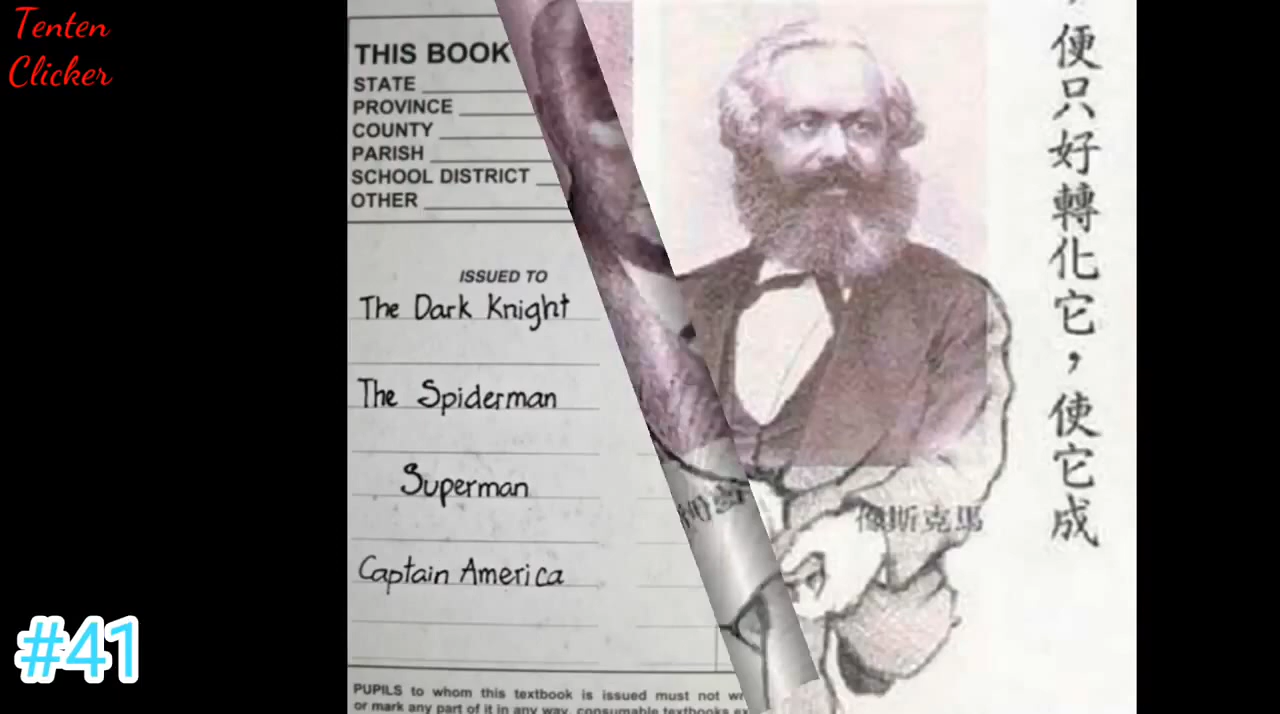 Tenten
Clicker
THIS BOOK
STATE
PROVINCE
COUNTY
PARISH
SCHOOL DISTRICT
OTHER
ISSUED TO
The Dark Knight
The Spiderman
Superman
Captain America
PUPILS to whom this textbook is issued must not
or mark any part of it in any way, consumable textbooks
便只好轉化它，使它成
像斯克馬
#41